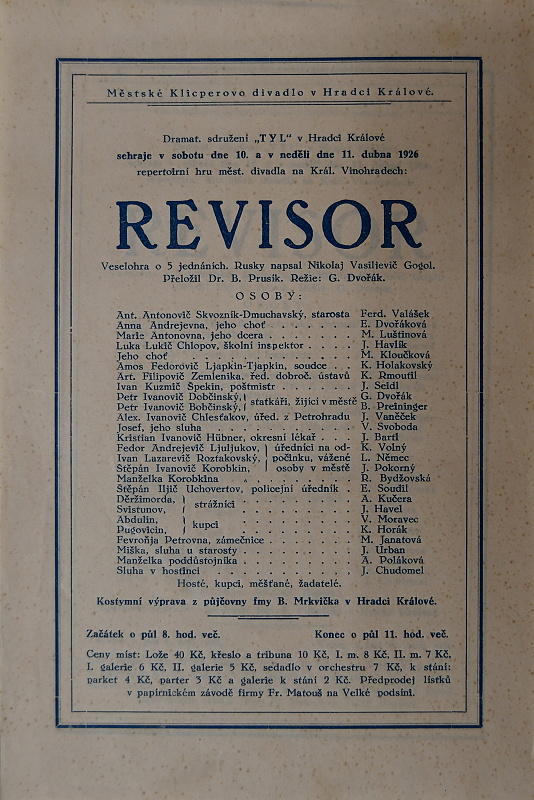 Městské Klicperovo divadlo v Hradci Králové.
Dramat. sdružení „TYL“ v Hradci Králové
sehraje v sobotu dne 10. a v neděli dne 11. dubna 1926
repertoirní hru měst. divadla na Král. Vinohradech:
REVISOR
Veselohra o 5 jednáních. Rusky napsal Nikolaj Vasiljevič Gogol.
Přeložil Dr. B. Prusík. Režie: G. Dvořák.
OSOBY:
Ant. Antonovič Skvozník-Dmuchavský, starosta Ferd. Valášek
Anna Andrejevna, jeho choť . . . . . . . E. Dvořáková
Marie Antonovna, jeho dcera . . . . . . . M. Luštinová
Luka Lukič Chlopov, školní inspektor . . . . J. Havlík
Jeho choť . . . . . . . . . . . . . M. Kloučková
Amos Fedorovič Ljapkin-Tjapkin, soudce . . . K. Holakovský
Art. Filipovič Zemlenika, řed. dobroč. ústavů K. Rmoutil
Ivan Kuzmič Špekin, poštmistr . . . . . . J. Seidl
Petr Ivanovič Dobčinský, } statkáři, žijící v městě G. Dvořák
Petr Ivanovič Bobčinský, } B. Preininger
Alex. Ivanovič Chlesťakov, úřed. z Petrohradu J. Vaněček
Josef, jeho sluha . . . . . . . . . . V. Svoboda
Kristian Ivanovič Hübner, okresní lékař . . . J. Bartl
Fedor Andrejevič Ljuljukov, } úředníci na od- K. Volný
Ivan Lazarevič Roztakovský, } počinku, vážené L. Němec
Štěpán Ivanovič Korobkin, } osoby v městě J. Pokorný
Manželka Korobkina . . . . . . . . . R. Bydžovská
Štěpán Iljič Uchovertov, policejní úředník . E. Soudil
Děržimorda, } strážníci . . . . . . . . A. Kučera
Svistunov, } J. Havel
Abdulin, } kupci . . . . . . . . V. Moravec
Pugovicin, } K. Horák
Fevroňja Petrovna, zámečnice . . . . . . M. Janatová
Miška, sluha u starosty . . . . . . . . J. Urban
Manželka poddůstojníka . . . . . . . . A. Poláková
Sluha v hostinci . . . . . . . . . . J. Chudomel
Hosté, kupci, měšťané, žadatelé.
Kostymní výprava z půjčovny fmy B. Mrkvička v Hradci Králové.
Začátek o půl 8. hod. več. Konec o půl 11. hod. več.
Ceny míst: Lože 40 Kč, křeslo a tribuna 10 Kč, I. m. 8 Kč, II. m. 7 Kč,
I. galerie 6 Kč, II. galerie 5 Kč, sedadlo v orchestru 7 Kč, k stání:
parket 4 Kč, parter 3 Kč a galerie k stání 2 Kč. Předprodej lístků
v papírnickém závodě firmy Fr. Matouš na Velké podsíni.